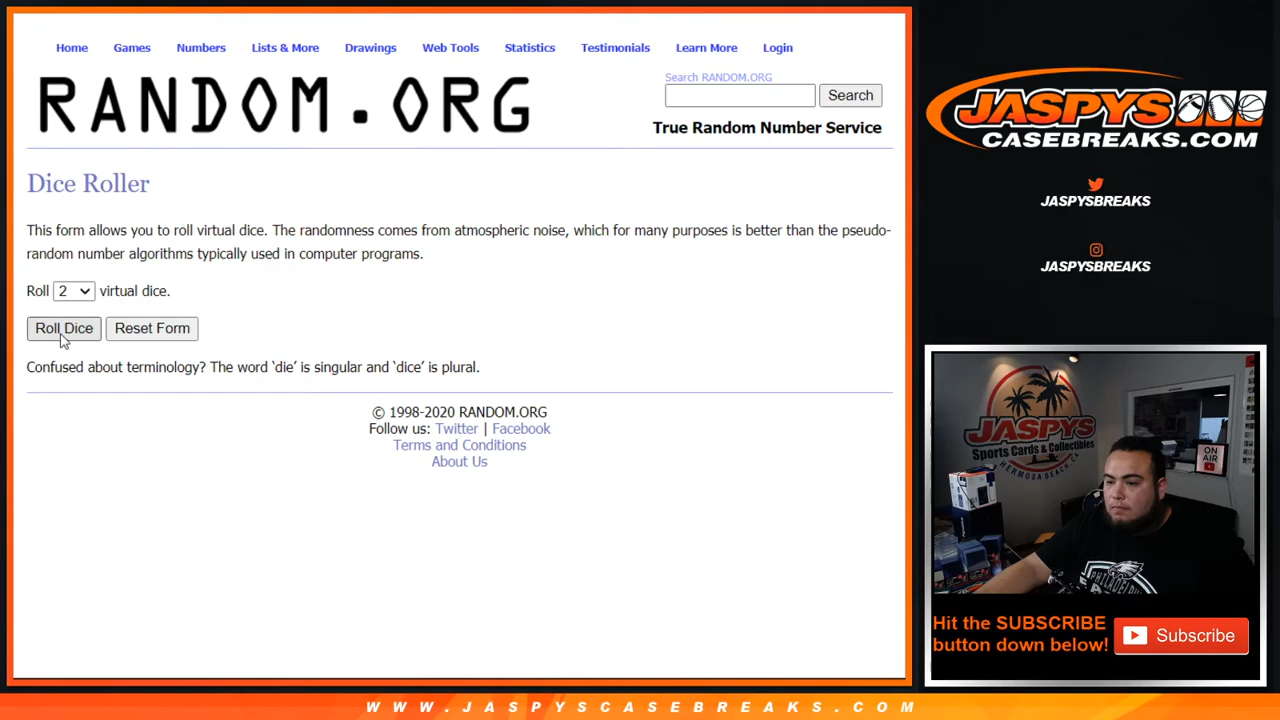 Home Games Numbers Lists & More Drawings Web Tools Statistics Testimonials Learn More Login
RANDOM.ORG
Search RANDOM.ORG
Search
True Random Number Service
Dice Roller
This form allows you to roll virtual dice. The randomness comes from atmospheric noise, which for many purposes is better than the pseudo-
random number algorithms typically used in computer programs.
Roll 2 virtual dice.
Roll Dice Reset Form
Confused about terminology? The word ‘die’ is singular and ‘dice’ is plural.
© 1998-2020 RANDOM.ORG
Follow us: Twitter | Facebook
Terms and Conditions
About Us
JASPYS
CASEBREAKS.COM
JASPYSBREAKS
JASPYSBREAKS
JASPYS
Sports Cards & Collectibles
HERMOSA BEACH, CA
ON
AIR
Hit the SUBSCRIBE
button down below!
Subscribe
WWW.JASPYSCASEBREAKS.COM